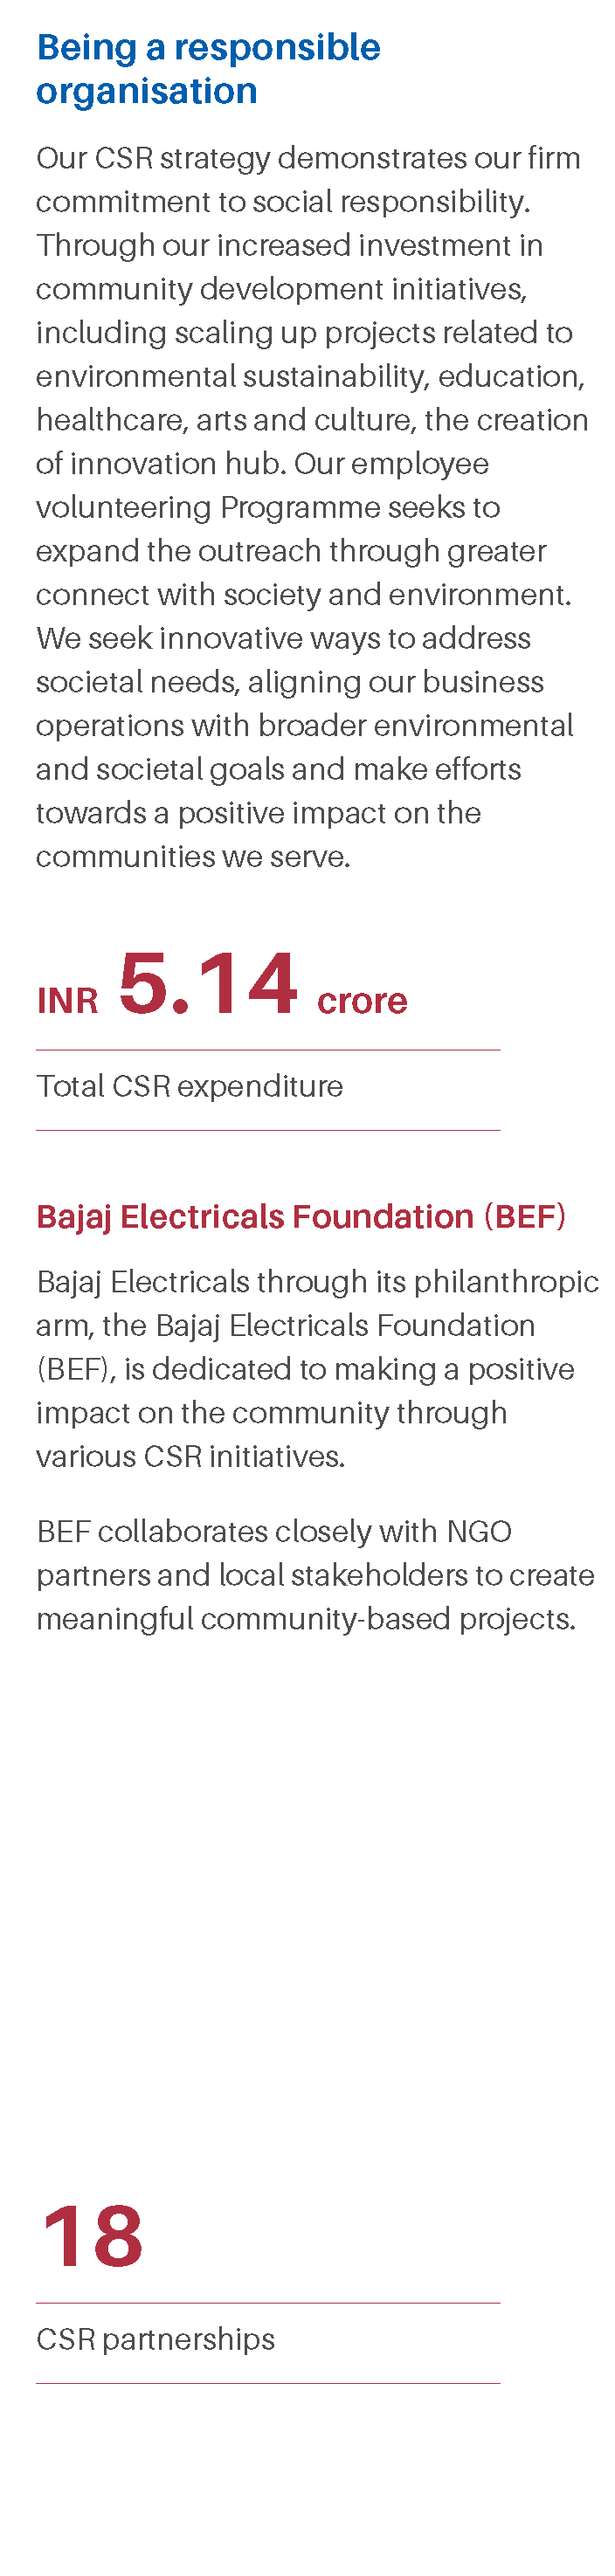 Being a responsible
organisation
Our CSR strategy demonstrates our firm
commitment to social responsibility.
Through our increased investment in
community development initiatives,
including scaling up projects related to
environmental sustainability, education,
healthcare, arts and culture, the creation
of innovation hub. Our employee
volunteering Programme seeks to
expand the outreach through greater
connect with society and environment.
We seek innovative ways to address
societal needs, aligning our business
operations with broader environmental
and societal goals and make efforts
towards a positive impact on the
communities we serve.
INR 5.14 crore
Total CSR expenditure
Bajaj Electricals Foundation (BEF)
Bajaj Electricals through its philanthropic
arm, the Bajaj Electricals Foundation
(BEF), is dedicated to making a positive
impact on the community through
various CSR initiatives.
BEF collaborates closely with NGO
partners and local stakeholders to create
meaningful community-based projects.
18
CSR partnerships